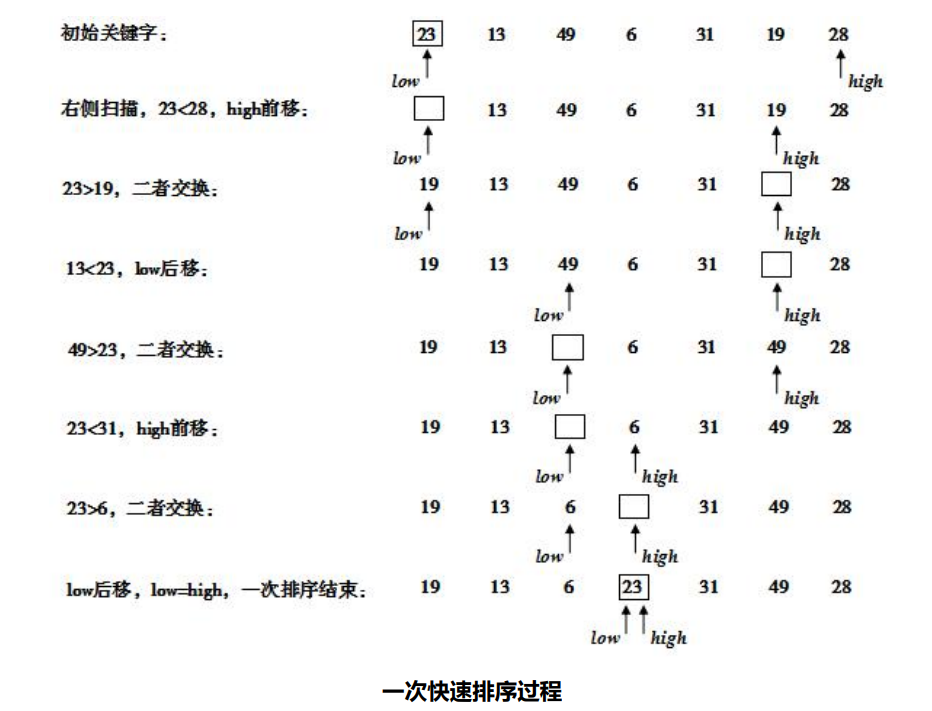 初始关键字： 23 13 49 6 31 19 28
low high
右侧扫描，23<28，high前移： 13 49 6 31 19 28
low high
23>19，二者交换： 19 13 49 6 31 28
low high
13<23，low后移： 19 13 49 6 31 28
low high
49>23，二者交换： 19 13 6 31 49 28
low high
23<31，high前移： 19 13 6 31 49 28
low high
23>6，二者交换： 19 13 6 31 49 28
low high
low后移，low=high，一次排序结束： 19 13 6 23 31 49 28
low high
一次快速排序过程